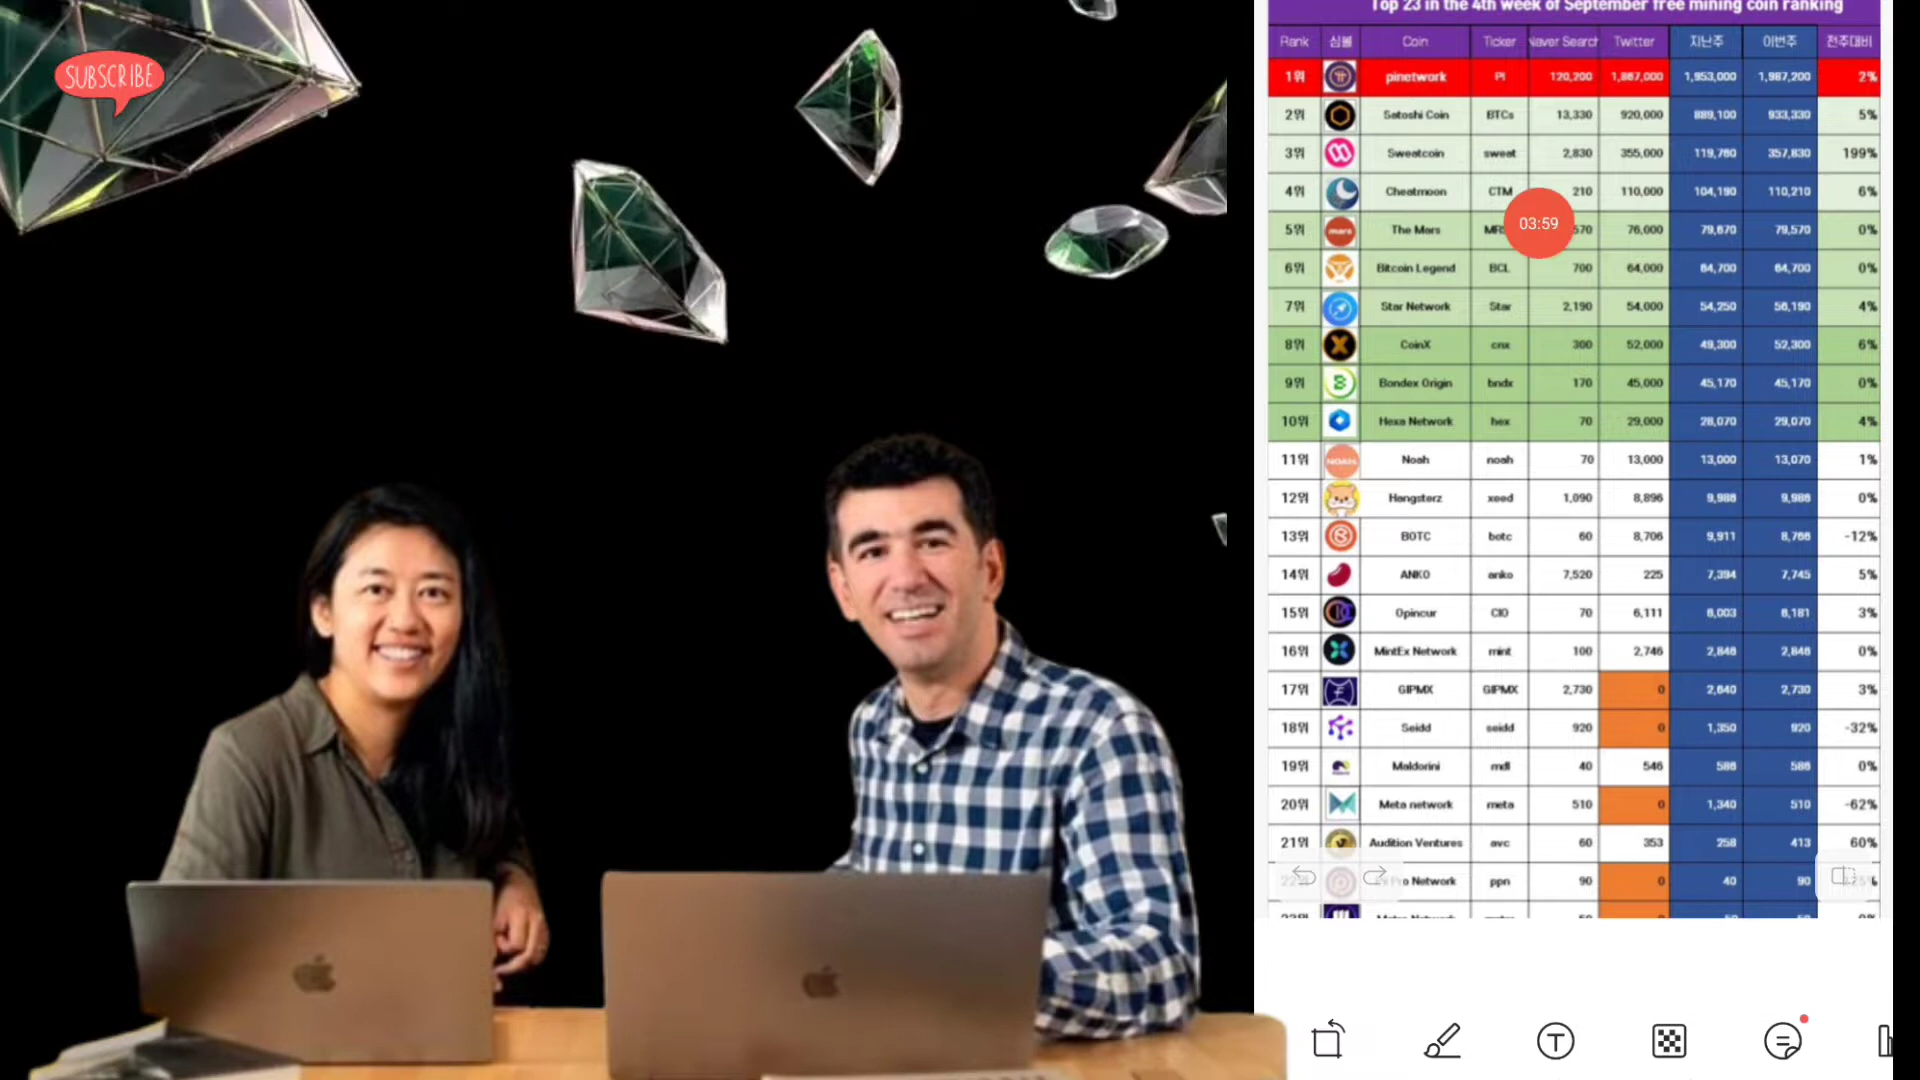 SUBSCRIBE
Top 23 in the 4th week of September free mining coin ranking
Rank 심볼 Coin Ticker Naver Search Twitter 지난주 이번주 전주대비
1위 pinetwork PI 120,200 1,867,000 1,953,000 1,987,200 2%
2위 Satoshi Coin BTCs 13,330 920,000 889,100 933,330 5%
3위 Sweatcoin sweat 2,830 355,000 119,760 357,830 199%
4위 Cheatmoon CTM 210 110,000 104,190 110,210 6%
03:59
5위 mars The Mars 570 76,000 79,670 79,570 0%
6위 Bitcoin Legend BCL 700 64,000 64,700 64,700 0%
7위 Star Network Star 2,190 54,000 54,250 56,190 4%
8위 CoinX cnx 300 52,000 49,300 52,300 6%
9위 Bondex Origin bndx 170 45,000 45,170 45,170 0%
10위 Hexa Network hex 70 29,000 28,070 29,070 4%
11위 NOAH Noah noah 70 13,000 13,000 13,070 1%
12위 Hangsterz xeed 1,090 8,896 9,986 9,986 0%
13위 BOTC botc 60 8,706 9,911 8,766 -12%
14위 ANKO anko 7,520 225 7,394 7,745 5%
15위 Opincur CIO 70 6,111 6,003 6,181 3%
16위 MintEx Network mint 100 2,746 2,846 2,846 0%
17위 GIPMX GIPMX 2,730 0 2,640 2,730 3%
18위 Seidd seidd 920 0 1,350 920 -32%
19위 Maldorini mdl 40 546 586 586 0%
20위 Meta network meta 510 0 1,340 510 -62%
21위 Audition Ventures avc 60 353 258 413 60%
22위 Network ppn 90 0 40 90